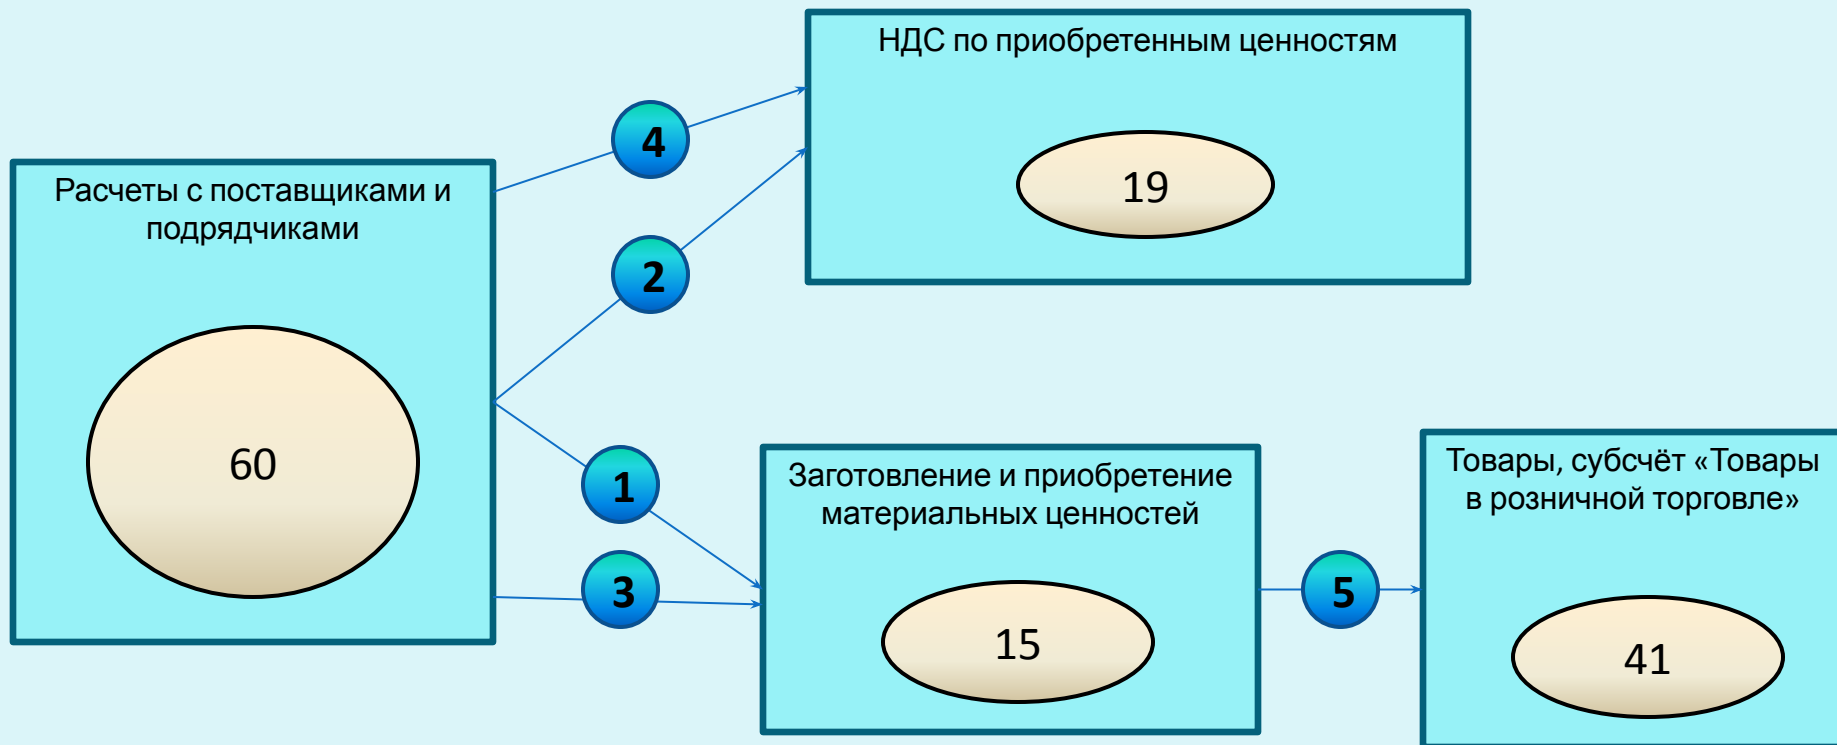 НДС по приобретенным ценностям
19
4
Расчеты с поставщиками и
подрядчиками
60
2
1
3
Заготовление и приобретение
материальных ценностей
15
5
Товары, субсчёт «Товары
в розничной торговле»
41